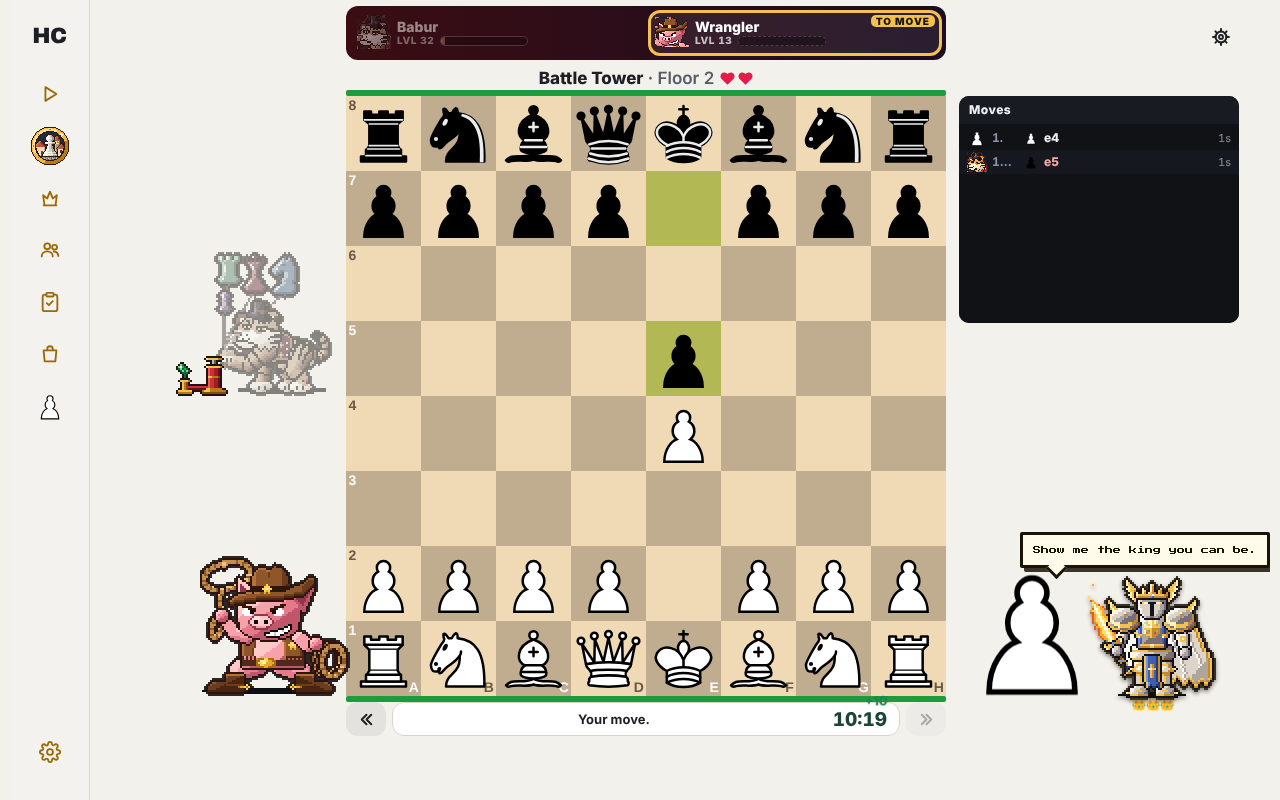 HC
Babur
LVL 32
Wrangler
LVL 13
TO MOVE
Battle Tower · Floor 2
8
7
6
5
4
3
2
1
A B C D E F G H
Moves
1. e4 1s
1... e5 1s
Show me the king you can be.
Your move.
10:19